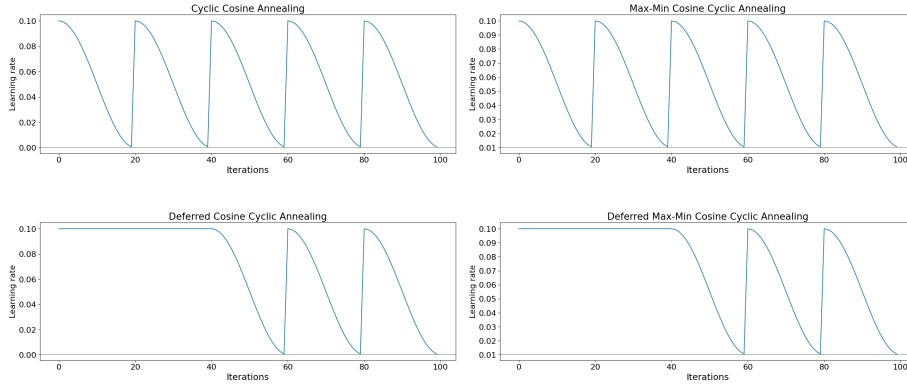 Cyclic Cosine Annealing
Learning rate
0.10
0.08
0.06
0.04
0.02
0.00
0 20 40 60 80 100
Iterations
Max-Min Cosine Cyclic Annealing
Learning rate
0.10
0.09
0.08
0.07
0.06
0.05
0.04
0.03
0.02
0.01
0 20 40 60 80 100
Iterations
Deferred Cosine Cyclic Annealing
Learning rate
0.10
0.08
0.06
0.04
0.02
0.00
0 20 40 60 80 100
Iterations
Deferred Max-Min Cosine Cyclic Annealing
Learning rate
0.10
0.09
0.08
0.07
0.06
0.05
0.04
0.03
0.02
0.01
0 20 40 60 80 100
Iterations